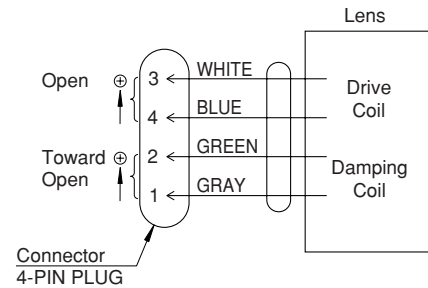 Lens
Open
3
WHITE
Drive
Coil
4
BLUE
Toward
Open
2
GREEN
Damping
Coil
1
GRAY
Connector
4-PIN PLUG